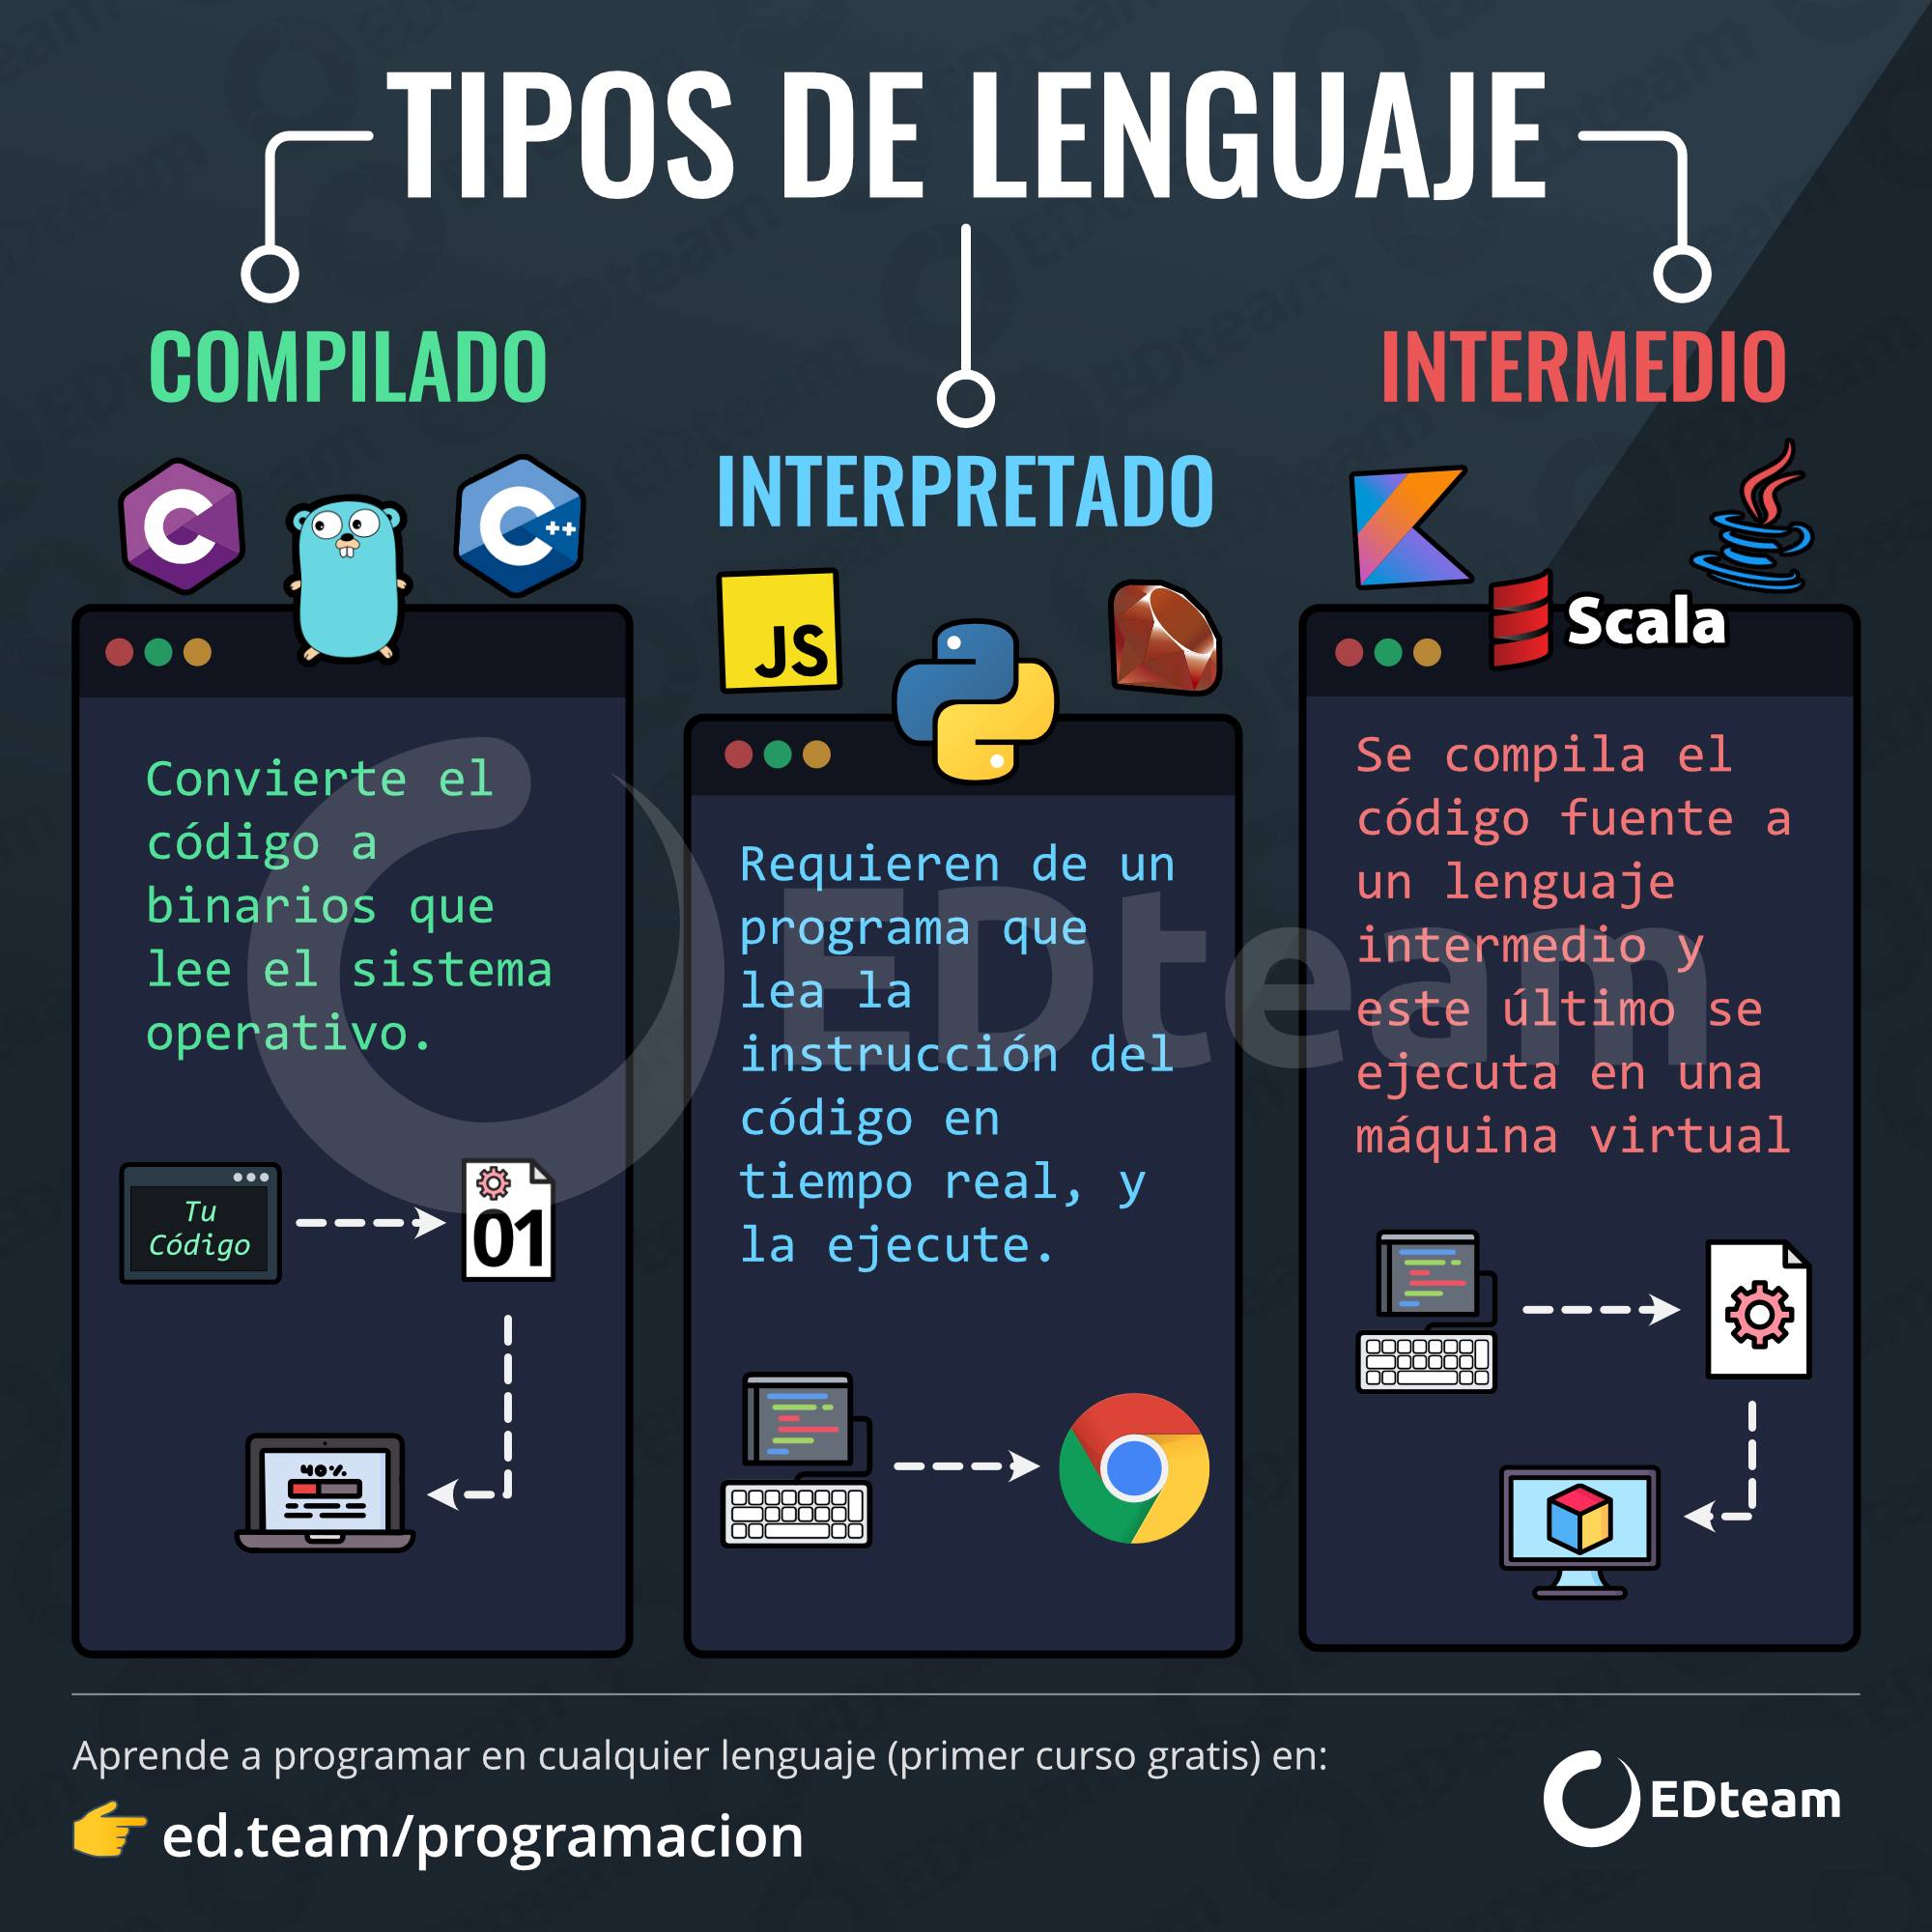 TIPOS DE LENGUAJE
COMPILADO
C
C++
Convierte el
código a
binarios que
lee el sistema
operativo.
Tu
Código
01
40%
INTERPRETADO
JS
Requieren de un
programa que
lea la
instrucción del
código en
tiempo real, y
la ejecute.
INTERMEDIO
Scala
Se compila el
código fuente a
un lenguaje
intermedio y
este último se
ejecuta en una
máquina virtual
EDteam
Aprende a programar en cualquier lenguaje (primer curso gratis) en:
ed.team/programacion
EDteam